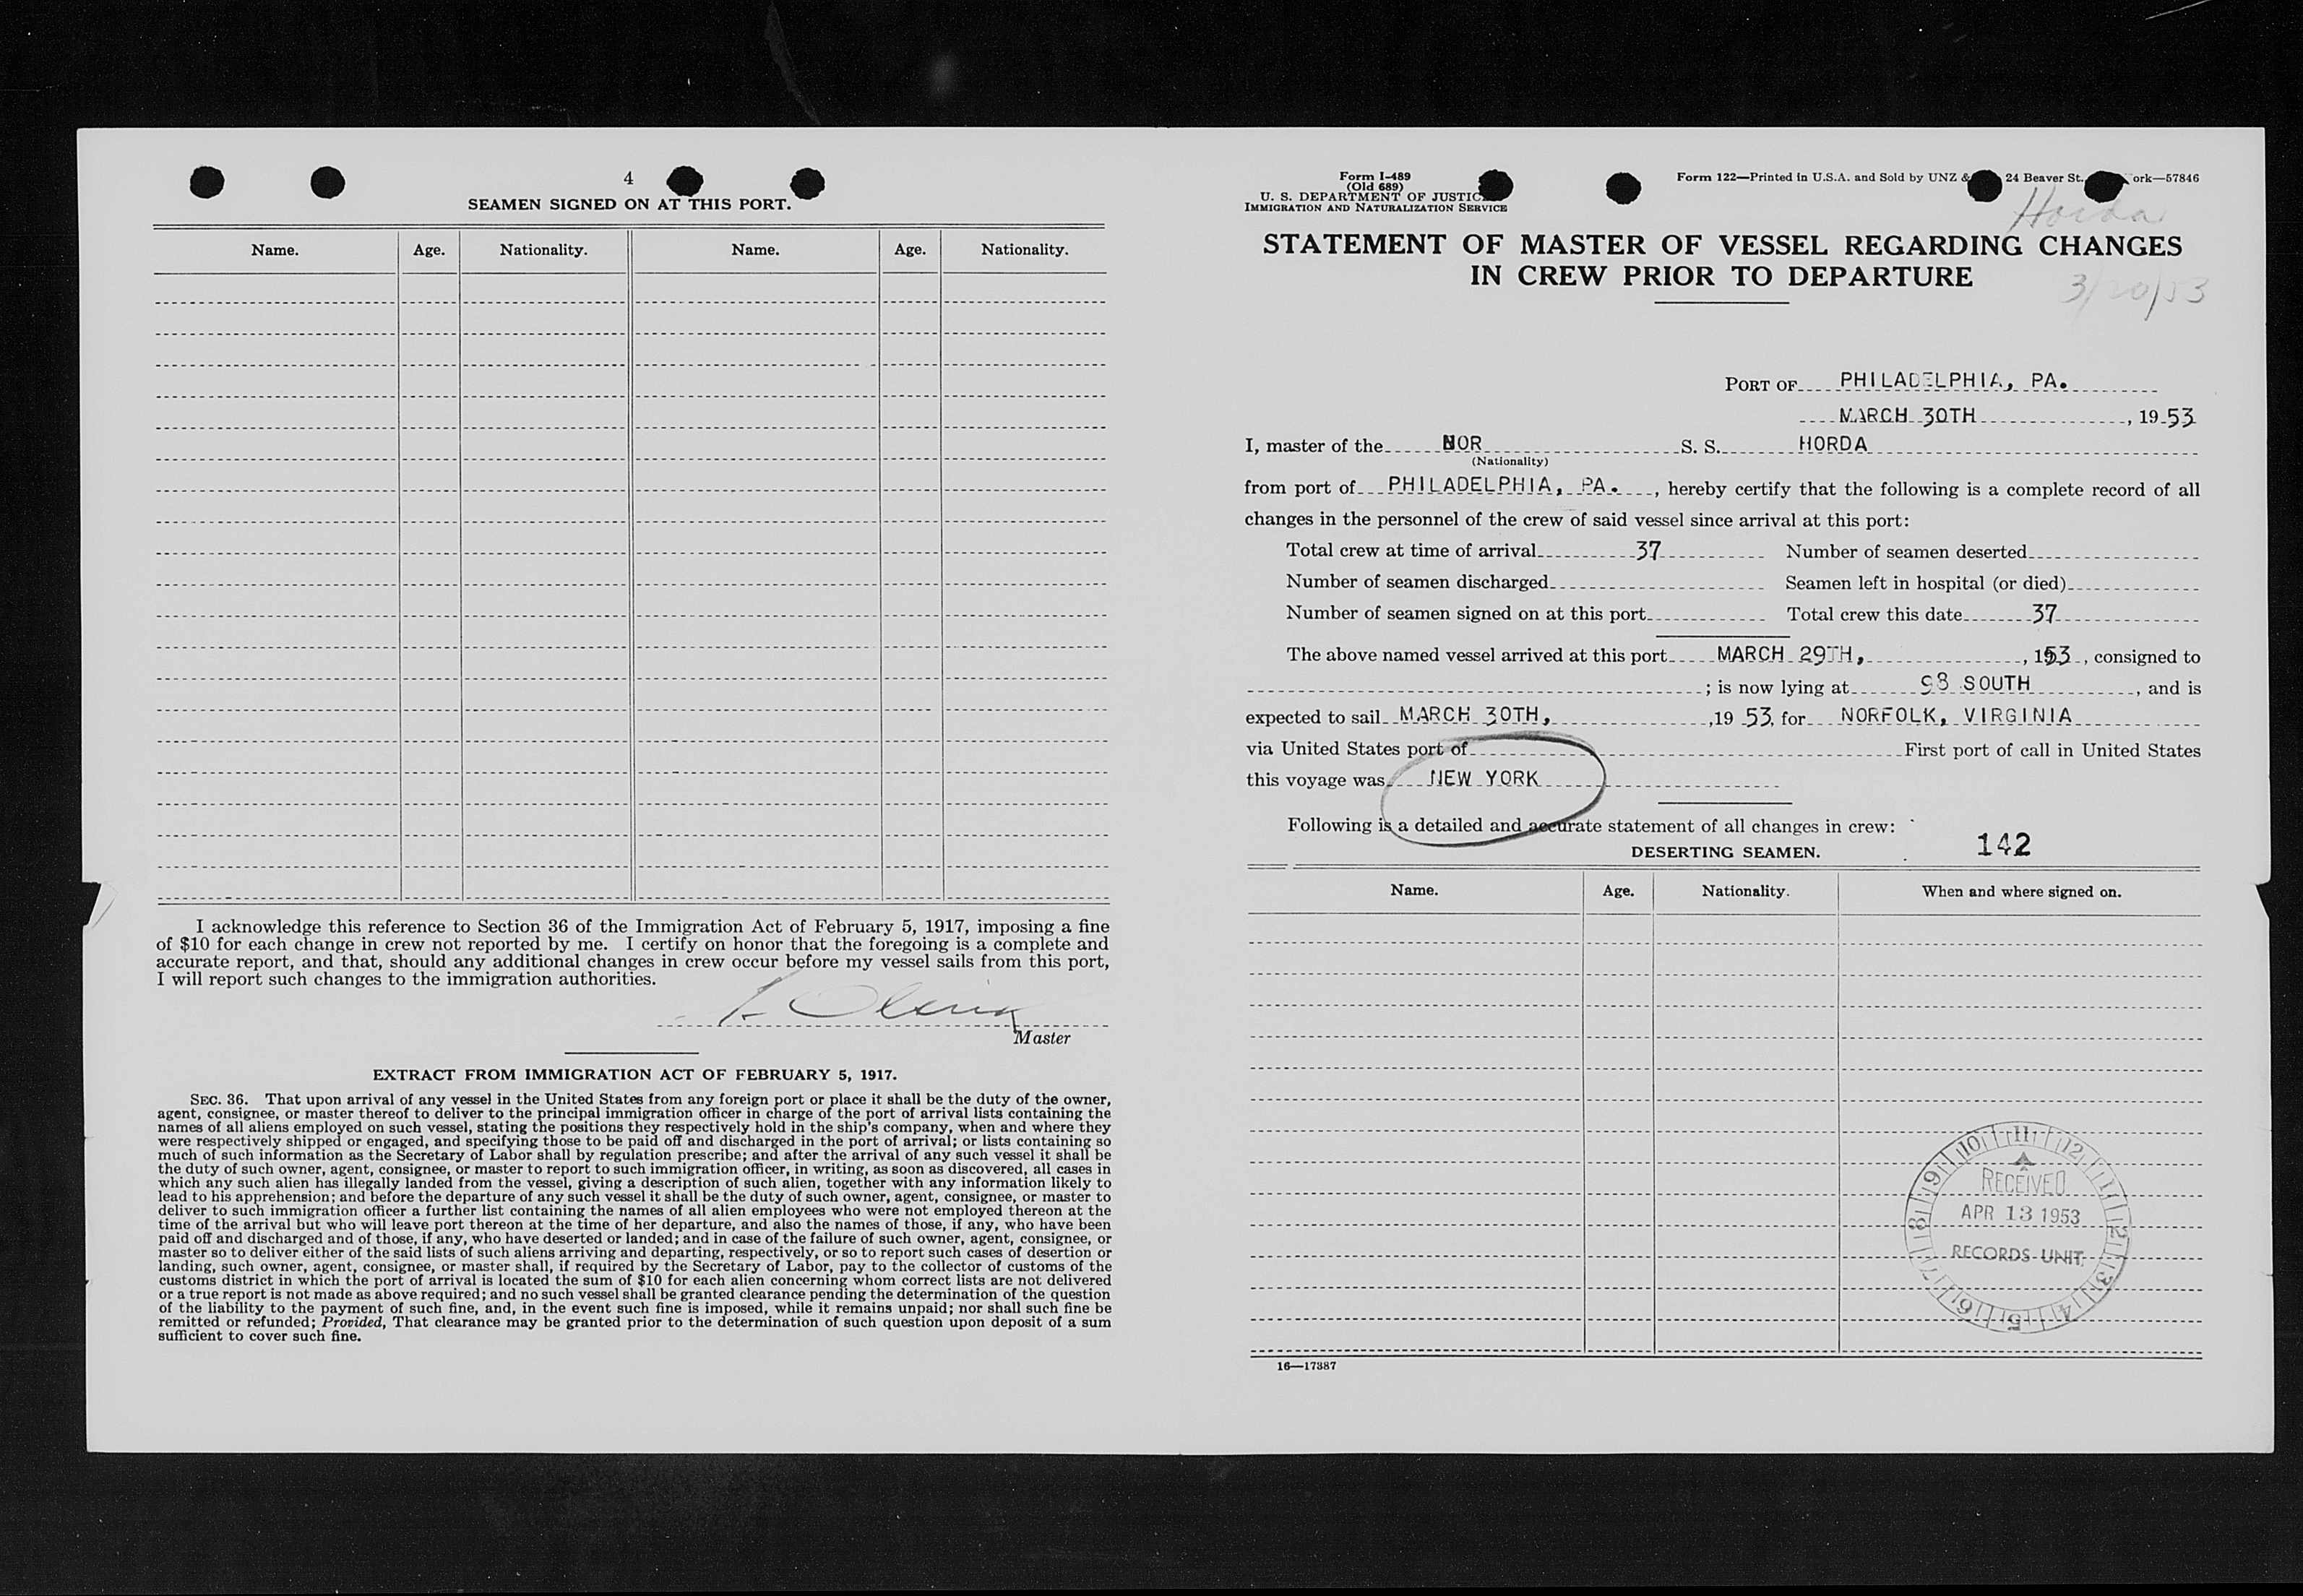 4
SEAMEN SIGNED ON AT THIS PORT.
Name. Age. Nationality. Name. Age. Nationality.
I acknowledge this reference to Section 36 of the Immigration Act of February 5, 1917, imposing a fine
of $10 for each change in crew not reported by me. I certify on honor that the foregoing is a complete and
accurate report, and that, should any additional changes in crew occur before my vessel sails from this port,
I will report such changes to the immigration authorities.
Master
EXTRACT FROM IMMIGRATION ACT OF FEBRUARY 5, 1917.
SEC. 36. That upon arrival of any vessel in the United States from any foreign port or place it shall be the duty of the owner,
agent, consignee, or master thereof to deliver to the principal immigration officer in charge of the port of arrival lists containing the
names of all aliens employed on such vessel, stating the positions they respectively hold in the ship's company, when and where they
were respectively shipped or engaged, and specifying those to be paid off and discharged in the port of arrival; or lists containing so
much of such information as the Secretary of Labor shall by regulation prescribe; and after the arrival of any such vessel it shall be
the duty of such owner, agent, consignee, or master to report to such immigration officer, in writing, as soon as discovered, all cases in
which any such alien has illegally landed from the vessel, giving a description of such alien, together with any information likely to
lead to his apprehension; and before the departure of any such vessel it shall be the duty of such owner, agent, consignee, or master to
deliver to such immigration officer a further list containing the names of all alien employees who were not employed thereon at the
time of the arrival but who will leave port thereon at the time of her departure, and also the names of those, if any, who have been
paid off and discharged and of those, if any, who have deserted or landed; and in case of the failure of such owner, agent, consignee, or
master so to deliver either of the said lists of such aliens arriving and departing, respectively, or so to report such cases of desertion or
landing, such owner, agent, consignee, or master shall, if required by the Secretary of Labor, pay to the collector of customs of the
customs district in which the port of arrival is located the sum of $10 for each alien concerning whom correct lists are not delivered
or a true report is not made as above required; and no such vessel shall be granted clearance pending the determination of the question
of the liability to the payment of such fine, and, in the event such fine is imposed, while it remains unpaid; nor shall such fine be
remitted or refunded; Provided, That clearance may be granted prior to the determination of such question upon deposit of a sum
sufficient to cover such fine.
Form I-489
(Old 689)
U. S. DEPARTMENT OF JUSTICE
IMMIGRATION AND NATURALIZATION SERVICE
Form 122—Printed in U.S.A. and Sold by UNZ & 24 Beaver St., ork—57846
Horda
STATEMENT OF MASTER OF VESSEL REGARDING CHANGES
IN CREW PRIOR TO DEPARTURE
3/20/53
PORT OF PHILADELPHIA, PA.
MARCH 30TH, 1953
I, master of the NOR S. S. HORDA
(Nationality)
from port of PHILADELPHIA, PA., hereby certify that the following is a complete record of all
changes in the personnel of the crew of said vessel since arrival at this port:
Total crew at time of arrival 37 Number of seamen deserted
Number of seamen discharged Seamen left in hospital (or died)
Number of seamen signed on at this port Total crew this date 37
The above named vessel arrived at this port MARCH 29TH, , 1953, consigned to
; is now lying at 98 SOUTH, and is
expected to sail MARCH 30TH, ,19 53, for NORFOLK, VIRGINIA
via United States port of First port of call in United States
this voyage was NEW YORK
Following is a detailed and accurate statement of all changes in crew:
DESERTING SEAMEN. 142
Name. Age. Nationality. When and where signed on.
RECEIVED
APR 13 1953
RECORDS UNIT
1 2 3 4 5 6 7 8 9 10 11 12
16—17387